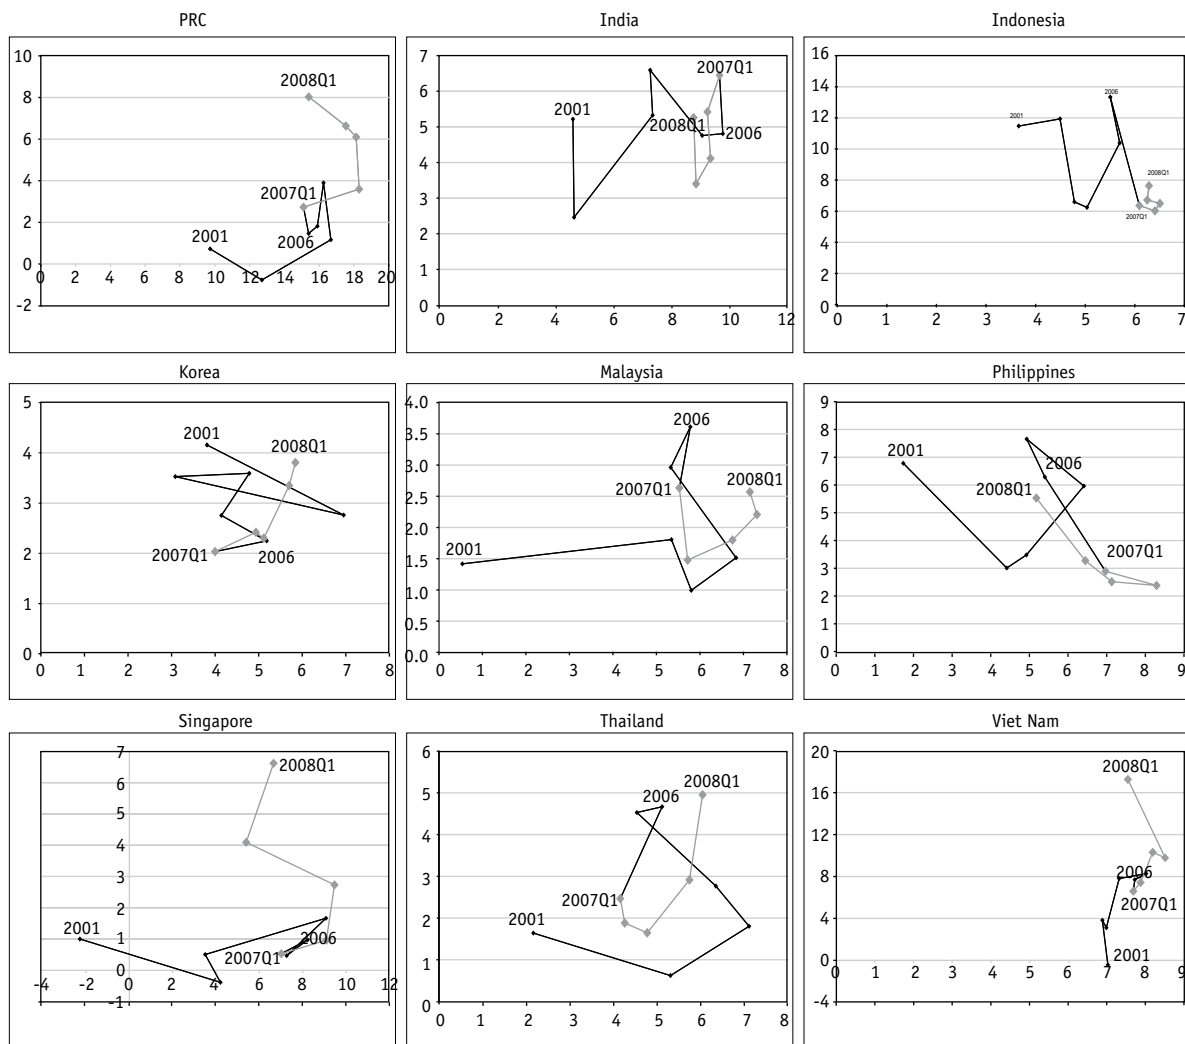 PRC
10
8
6
4
2
0
-2
0 2 4 6 8 10 12 14 16 18 20
2008Q1
2007Q1
2001
2006
India
7
6
5
4
3
2
1
0
0 2 4 6 8 10 12
2007Q1
2001
2008Q1
2006
Indonesia
16
14
12
10
8
6
4
2
0
0 1 2 3 4 5 6 7
2006
2001
2008Q1
2007Q1
Korea
5
4
3
2
1
0
0 1 2 3 4 5 6 7 8
2001
2008Q1
2007Q1
2006
Malaysia
4.0
3.5
3.0
2.5
2.0
1.5
1.0
0.5
0.0
0 1 2 3 4 5 6 7 8
2006
2007Q1
2008Q1
2001
Philippines
9
8
7
6
5
4
3
2
1
0
0 1 2 3 4 5 6 7 8 9
2001
2006
2008Q1
2007Q1
Singapore
7
6
5
4
3
2
1
0
-1
-4 -2 0 2 4 6 8 10 12
2008Q1
2001
2006
2007Q1
Thailand
6
5
4
3
2
1
0
0 1 2 3 4 5 6 7 8
2006
2008Q1
2007Q1
2001
Viet Nam
20
16
12
8
4
0
-4
0 1 2 3 4 5 6 7 8 9
2008Q1
2006
2007Q1
2001